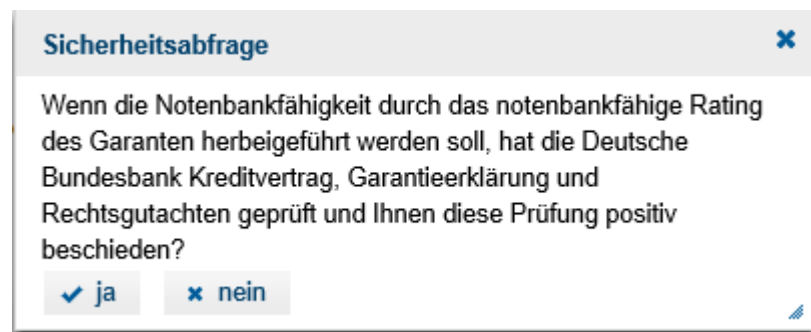 Sicherheitsabfrage
Wenn die Notenbankfähigkeit durch das notenbankfähige Rating
des Garanten herbeigeführt werden soll, hat die Deutsche
Bundesbank Kreditvertrag, Garantieerklärung und
Rechtsgutachten geprüft und Ihnen diese Prüfung positiv
beschieden?
ja nein